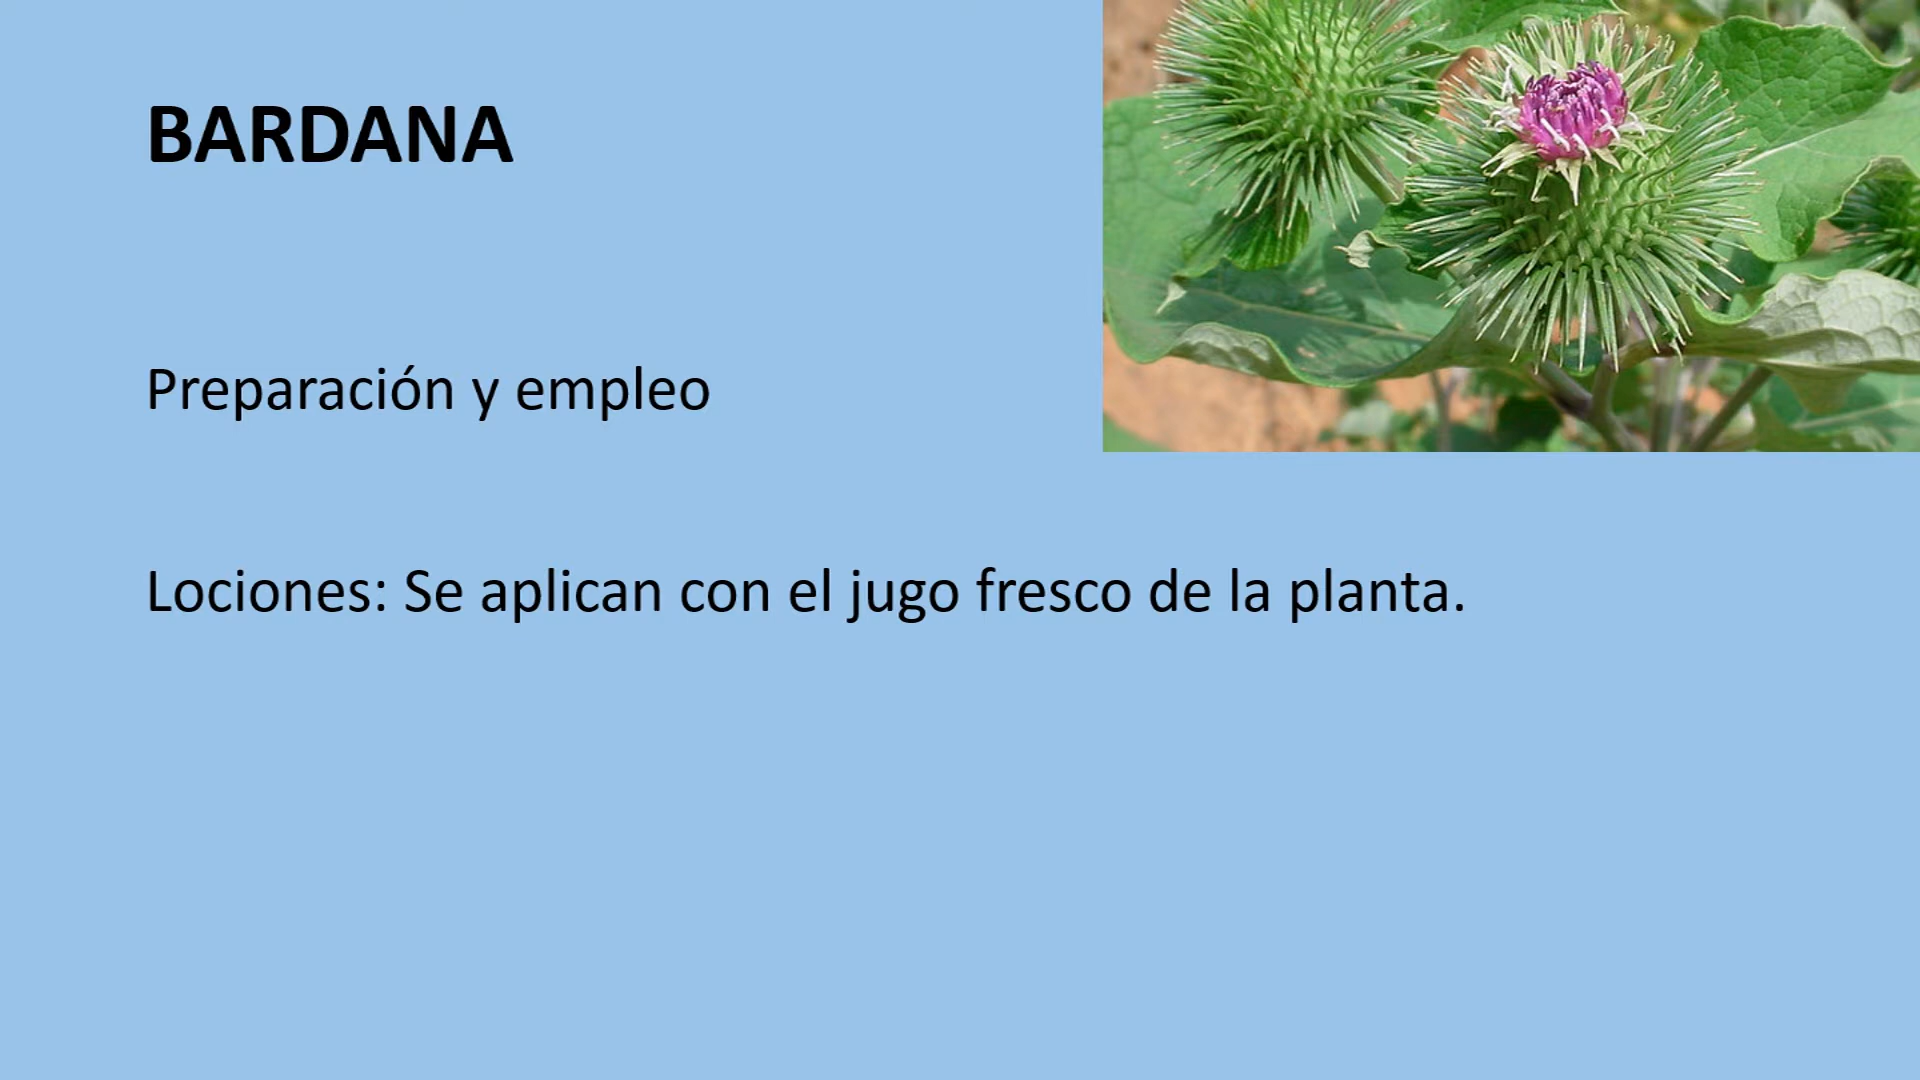 BARDANA
Preparación y empleo
Lociones: Se aplican con el jugo fresco de la planta.